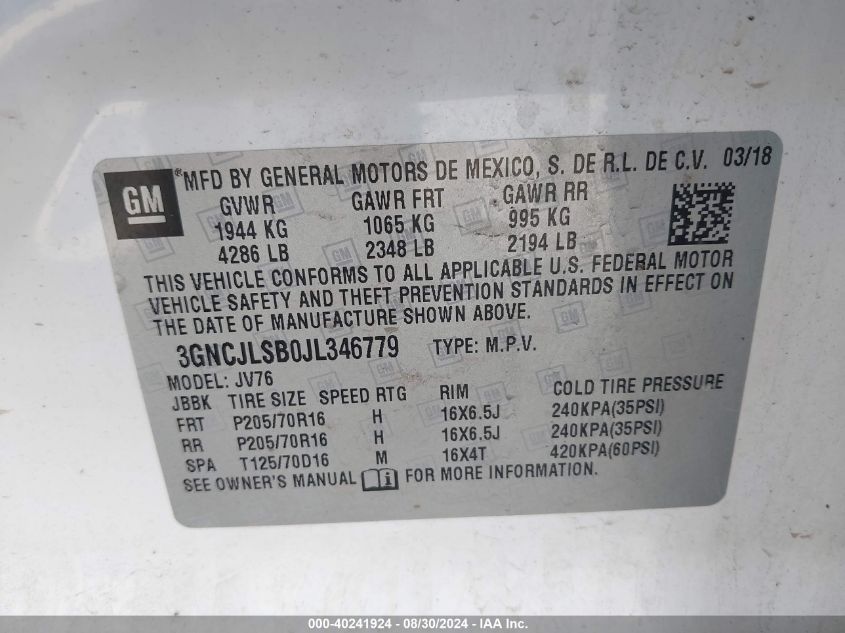 GM
®MFD BY GENERAL MOTORS DE MEXICO, S. DE R.L. DE C.V. 03/18
GVWR GAWR FRT GAWR RR
1944 KG 1065 KG 995 KG
4286 LB 2348 LB 2194 LB
THIS VEHICLE CONFORMS TO ALL APPLICABLE U.S. FEDERAL MOTOR
VEHICLE SAFETY AND THEFT PREVENTION STANDARDS IN EFFECT ON
THE DATE OF MANUFACTURE SHOWN ABOVE.
3GNCJLSB0JL346779 TYPE: M.P.V.
MODEL: JV76
JBBK TIRE SIZE SPEED RTG RIM COLD TIRE PRESSURE
FRT P205/70R16 H 16X6.5J 240KPA(35PSI)
RR P205/70R16 H 16X6.5J 240KPA(35PSI)
SPA T125/70D16 M 16X4T 420KPA(60PSI)
SEE OWNER'S MANUAL FOR MORE INFORMATION.
000-40241924 - 08/30/2024 - IAA Inc.